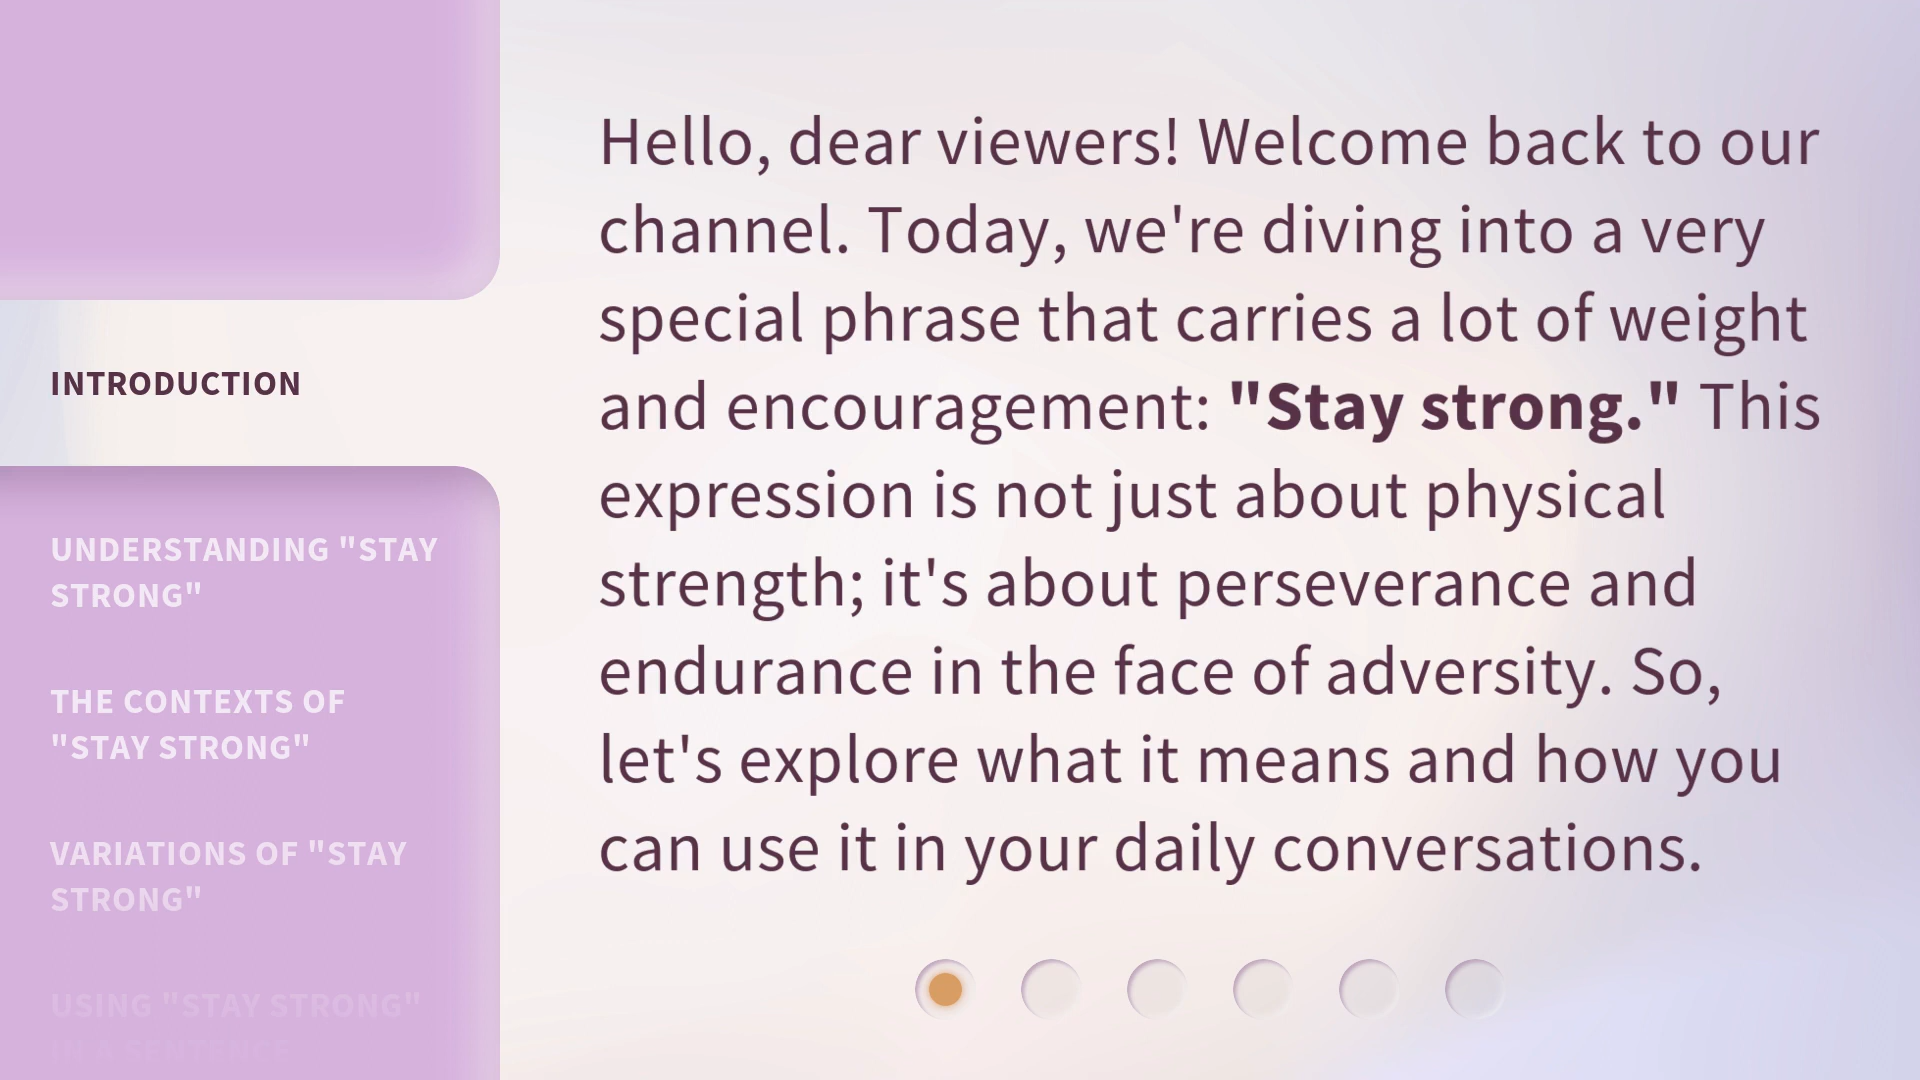 INTRODUCTION
UNDERSTANDING "STAY
STRONG"
THE CONTEXTS OF
"STAY STRONG"
VARIATIONS OF "STAY
STRONG"
USING "STAY STRONG"
IN A SENTENCE
Hello, dear viewers! Welcome back to our
channel. Today, we're diving into a very
special phrase that carries a lot of weight
and encouragement: "Stay strong." This
expression is not just about physical
strength; it's about perseverance and
endurance in the face of adversity. So,
let's explore what it means and how you
can use it in your daily conversations.